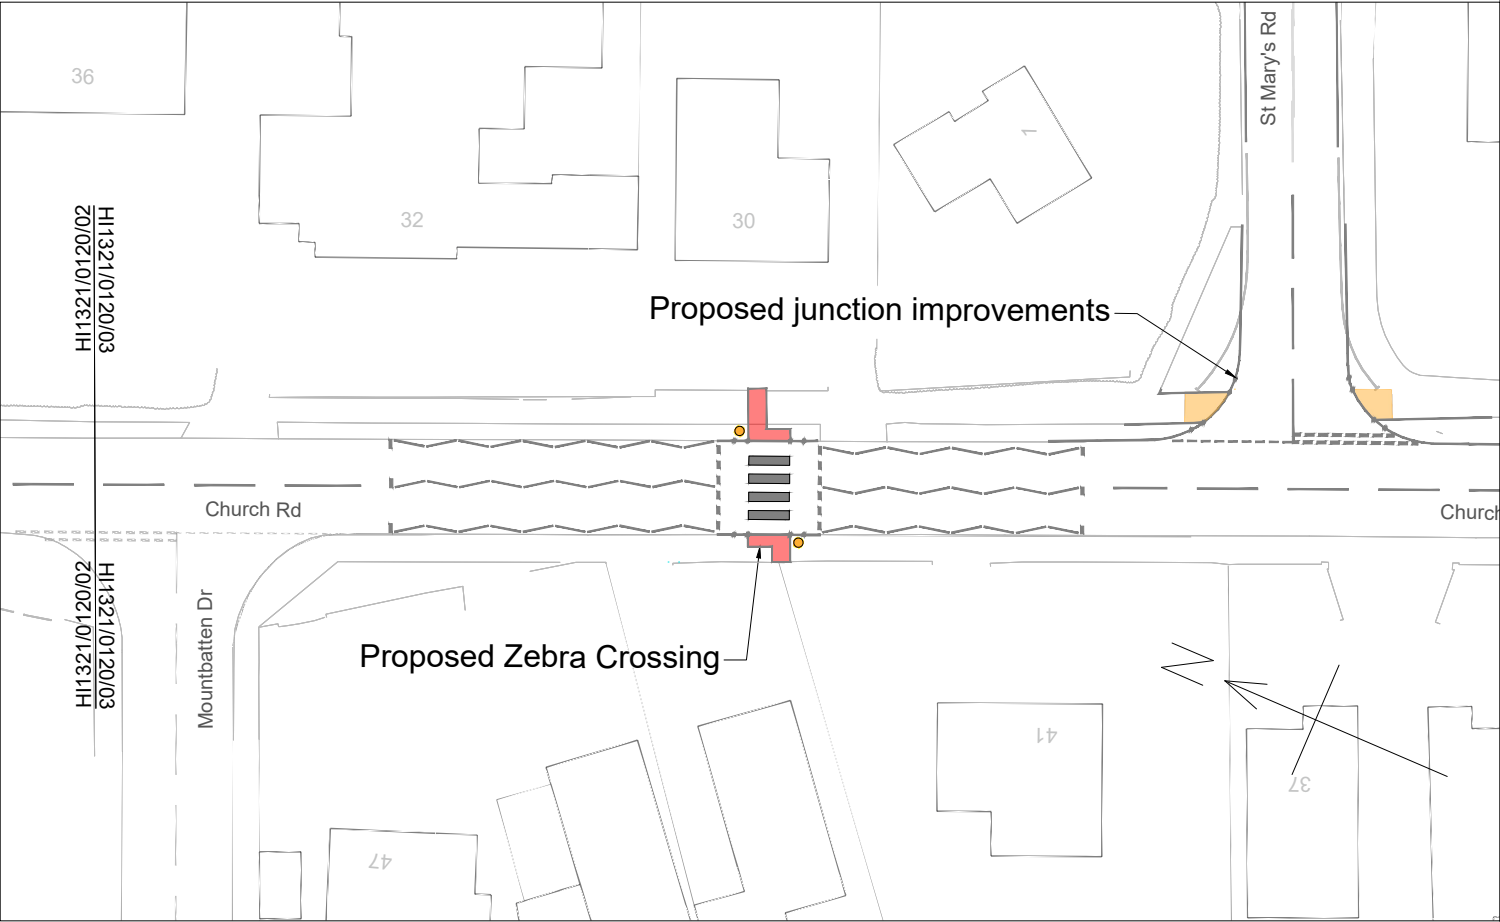 36
St Mary's Rd
1
32
30
HI1321/0120/02
HI1321/0120/03
Proposed junction improvements
Church Rd
Church
HI1321/0120/02
HI1321/0120/03
Mountbatten Dr
Proposed Zebra Crossing
N
41
37
47